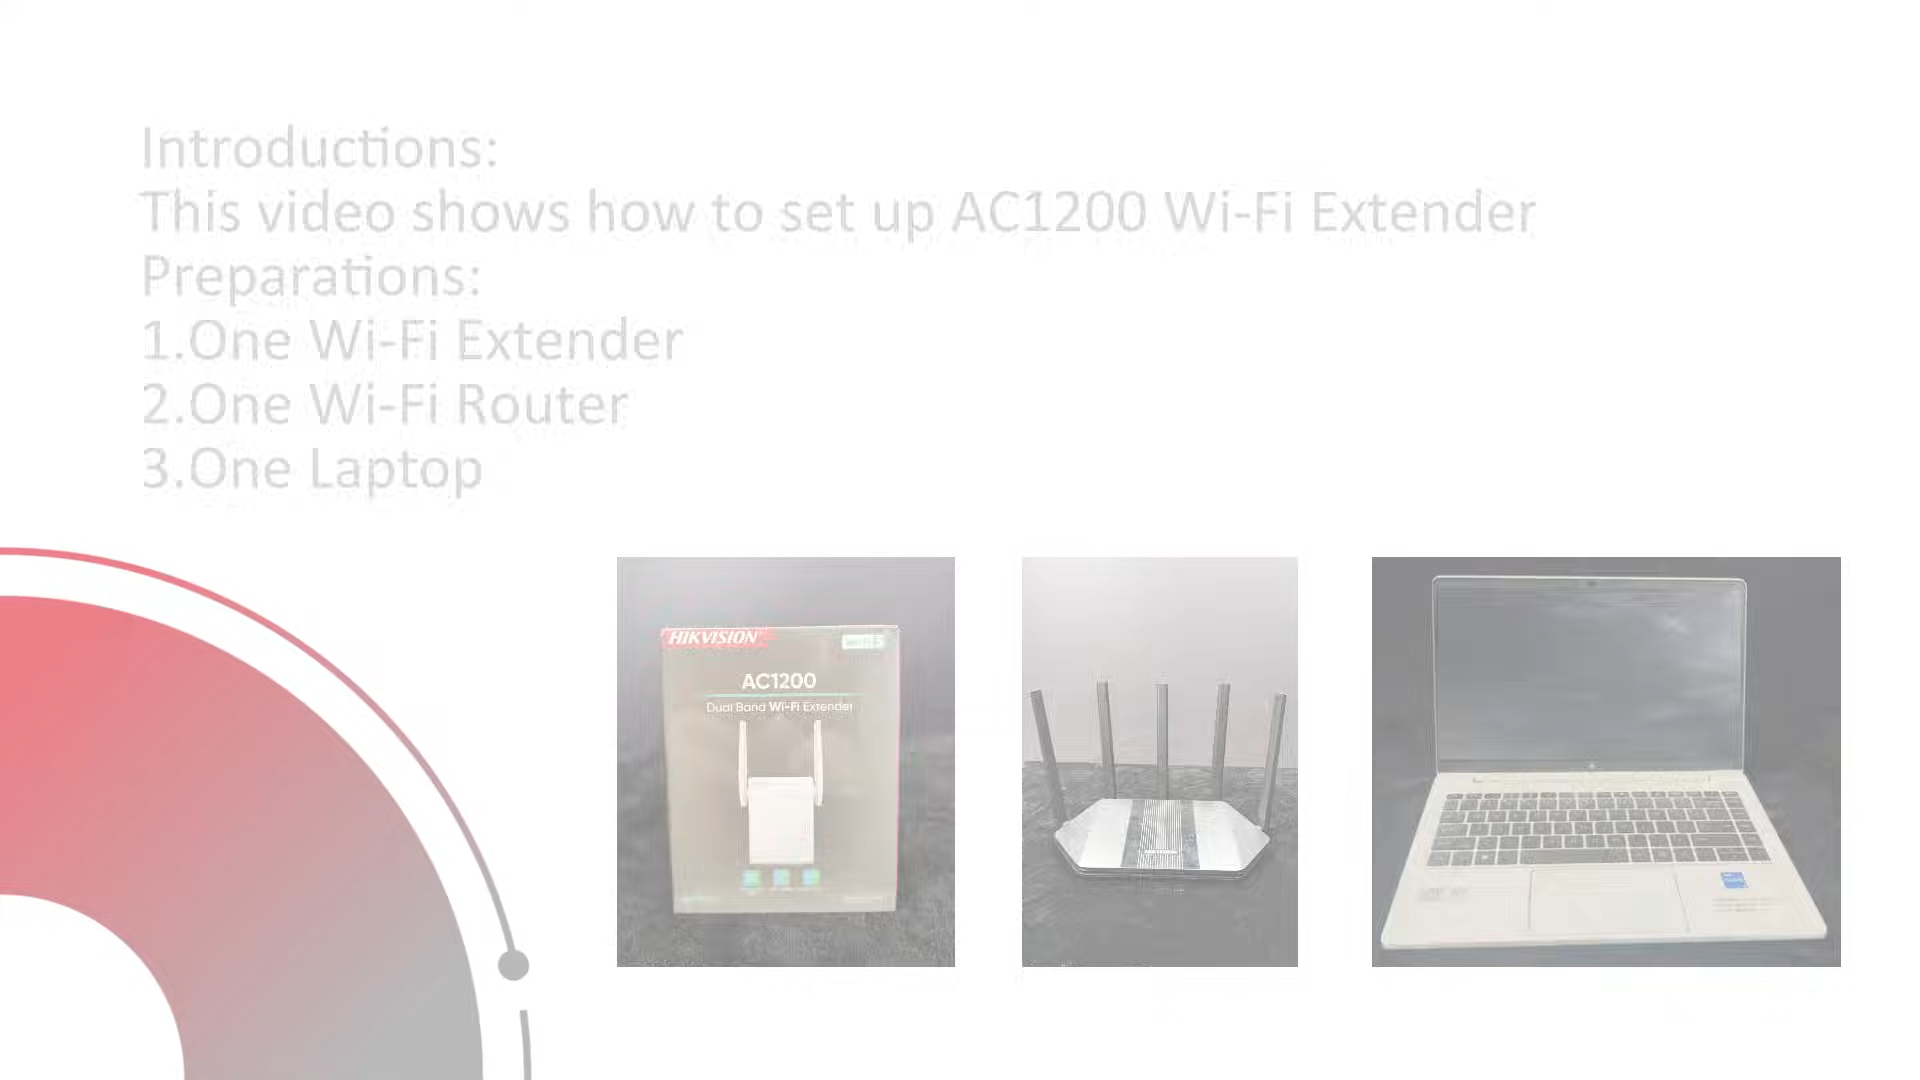 Introductions:
This video shows how to set up AC1200 Wi-Fi Extender
Preparations:
1.One Wi-Fi Extender
2.One Wi-Fi Router
3.One Laptop
HIKVISION
AC1200
Dual Band Wi-Fi Extender